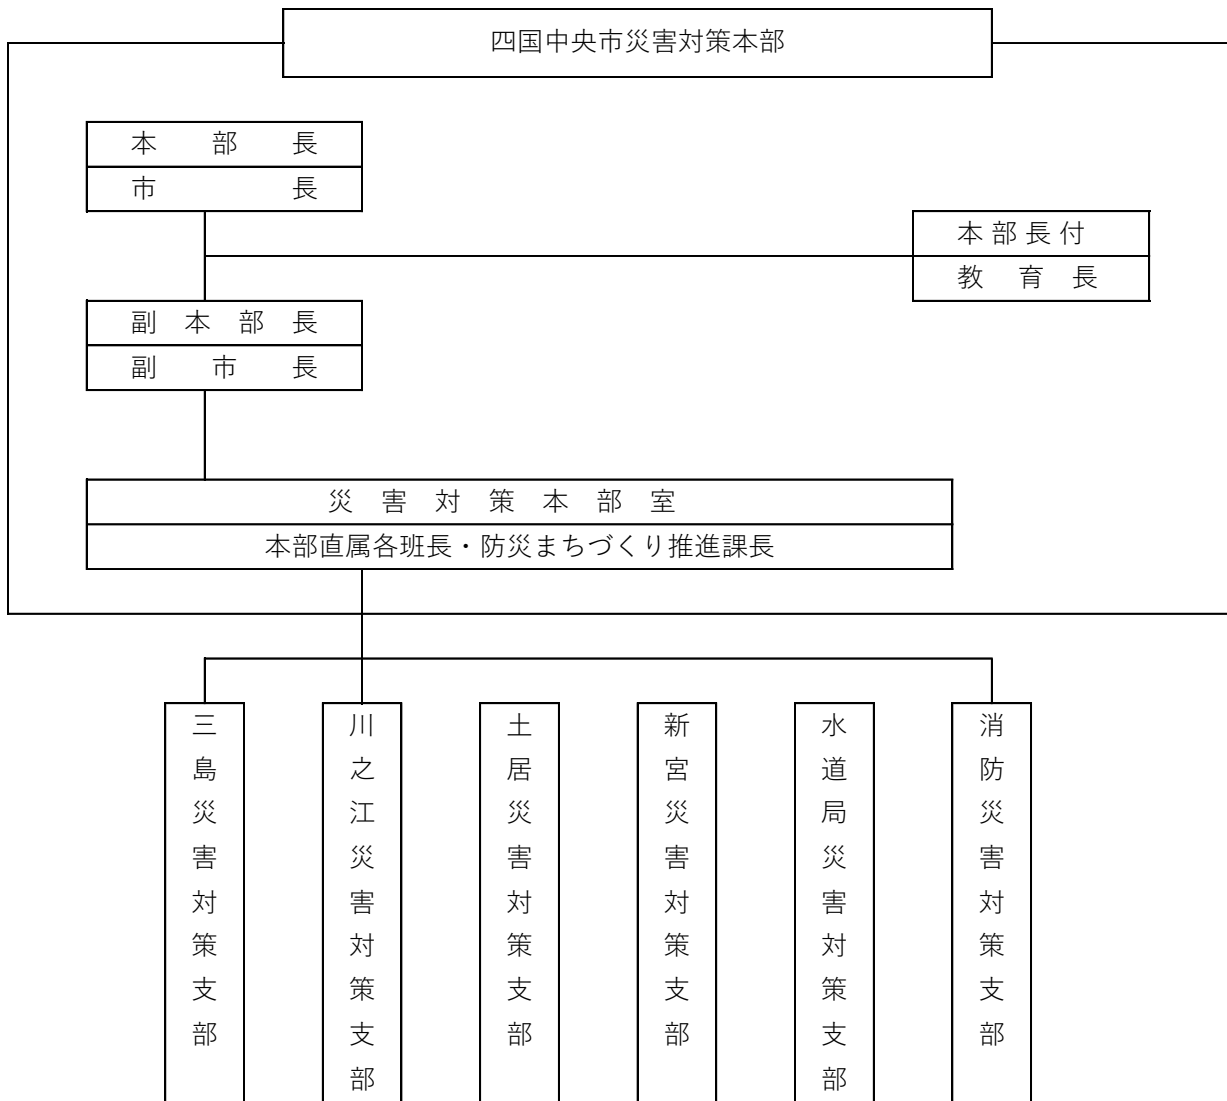 四国中央市災害対策本部
本部長
市長
本部長付
教育長
副本部長
副市長
災害対策本部室
本部直属各班長・防災まちづくり推進課長
三島災害対策支部
川之江災害対策支部
土居災害対策支部
新宮災害対策支部
水道局災害対策支部
消防災害対策支部